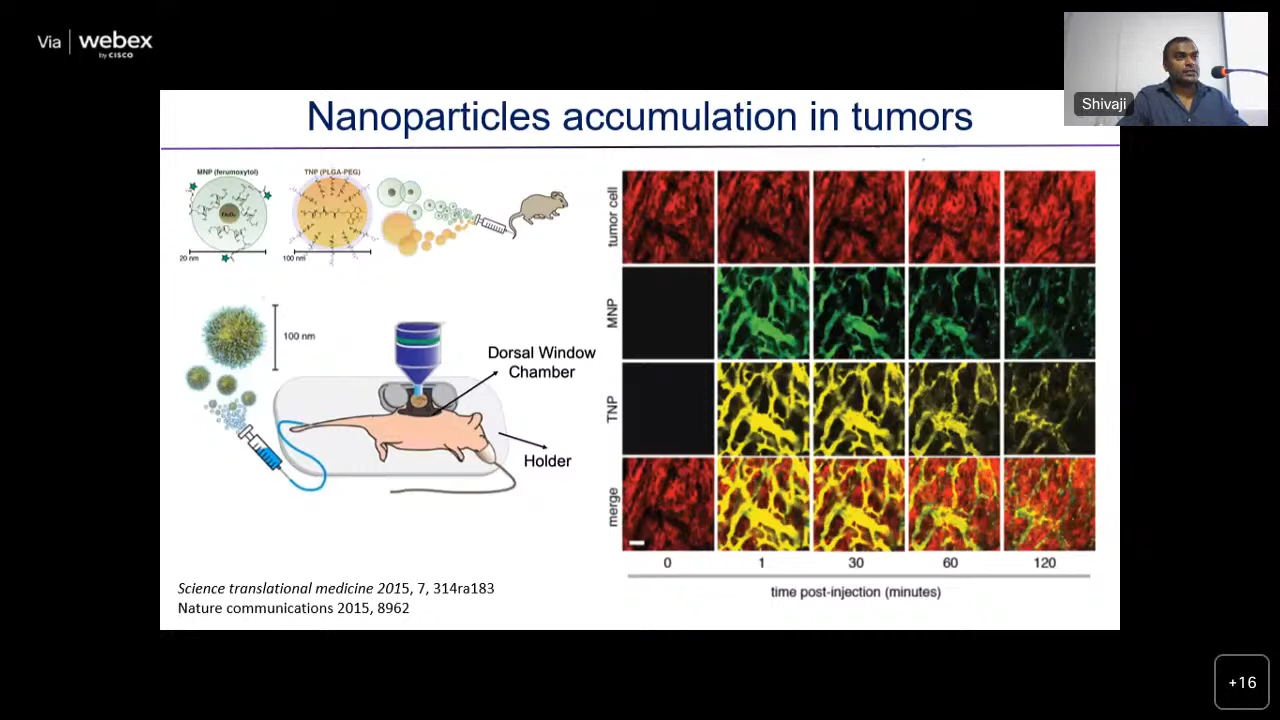 Via webex
by CISCO
Shivaji
Nanoparticles accumulation in tumors
MNP (ferumoxytol)
TNP (PLGA-PEG)
20 nm
100 nm
100 nm
Dorsal Window
Chamber
Holder
tumor cell
MNP
TNP
merge
0 1 30 60 120
time post-injection (minutes)
Science translational medicine 2015, 7, 314ra183
Nature communications 2015, 8962
+16